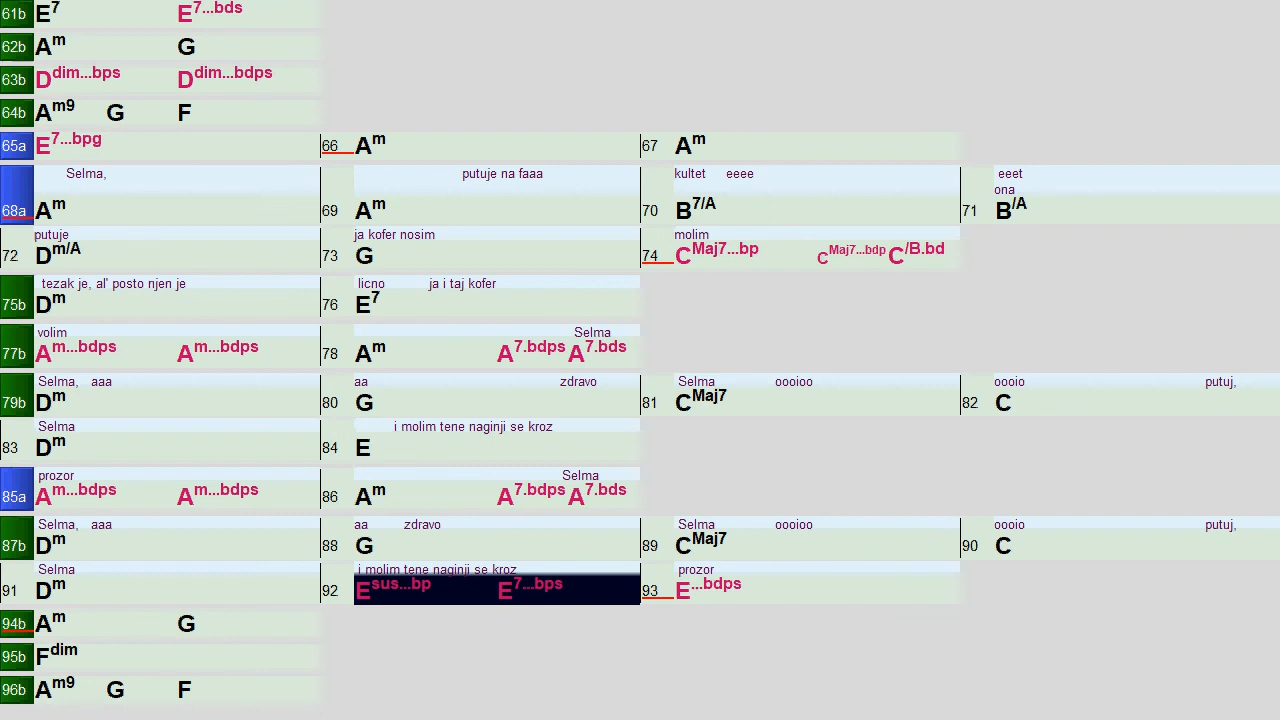 61b E7 E7...bds
62b Am G
63b Ddim...bps Ddim...bdps
64b Am9 G F
65a E7...bpg 66 Am 67 Am
Selma, putuje na faaa kultet eeee eeet
ona
68a Am 69 Am 70 B7/A 71 B/A
putuje ja kofer nosim molim
72 Dm/A 73 G 74 CMaj7...bp CMaj7...bdp C/B.bd
tezak je, al' posto njen je licno ja i taj kofer
75b Dm 76 E7
volim Selma
77b Am...bdps Am...bdps 78 Am A7.bdps A7.bds
Selma, aaa aa zdravo Selma oooioo oooio putuj,
79b Dm 80 G 81 CMaj7 82 C
Selma i molim tene naginji se kroz
83 Dm 84 E
prozor Selma
85a Am...bdps Am...bdps 86 Am A7.bdps A7.bds
Selma, aaa aa zdravo Selma oooioo oooio putuj,
87b Dm 88 G 89 CMaj7 90 C
Selma i molim tene naginji se kroz prozor
91 Dm 92 Esus...bp E7...bps 93 E...bdps
94b Am G
95b Fdim
96b Am9 G F